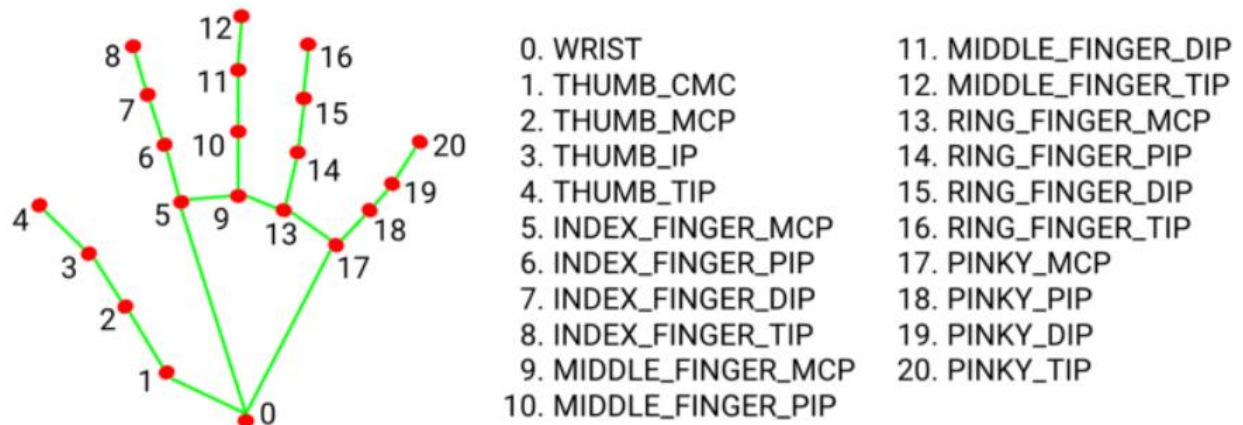 12
8
16
11
7
15
10
6
20
14
19
4
5
9
13
18
3
17
2
1
0
0. WRIST
1. THUMB_CMC
2. THUMB_MCP
3. THUMB_IP
4. THUMB_TIP
5. INDEX_FINGER_MCP
6. INDEX_FINGER_PIP
7. INDEX_FINGER_DIP
8. INDEX_FINGER_TIP
9. MIDDLE_FINGER_MCP
10. MIDDLE_FINGER_PIP
11. MIDDLE_FINGER_DIP
12. MIDDLE_FINGER_TIP
13. RING_FINGER_MCP
14. RING_FINGER_PIP
15. RING_FINGER_DIP
16. RING_FINGER_TIP
17. PINKY_MCP
18. PINKY_PIP
19. PINKY_DIP
20. PINKY_TIP